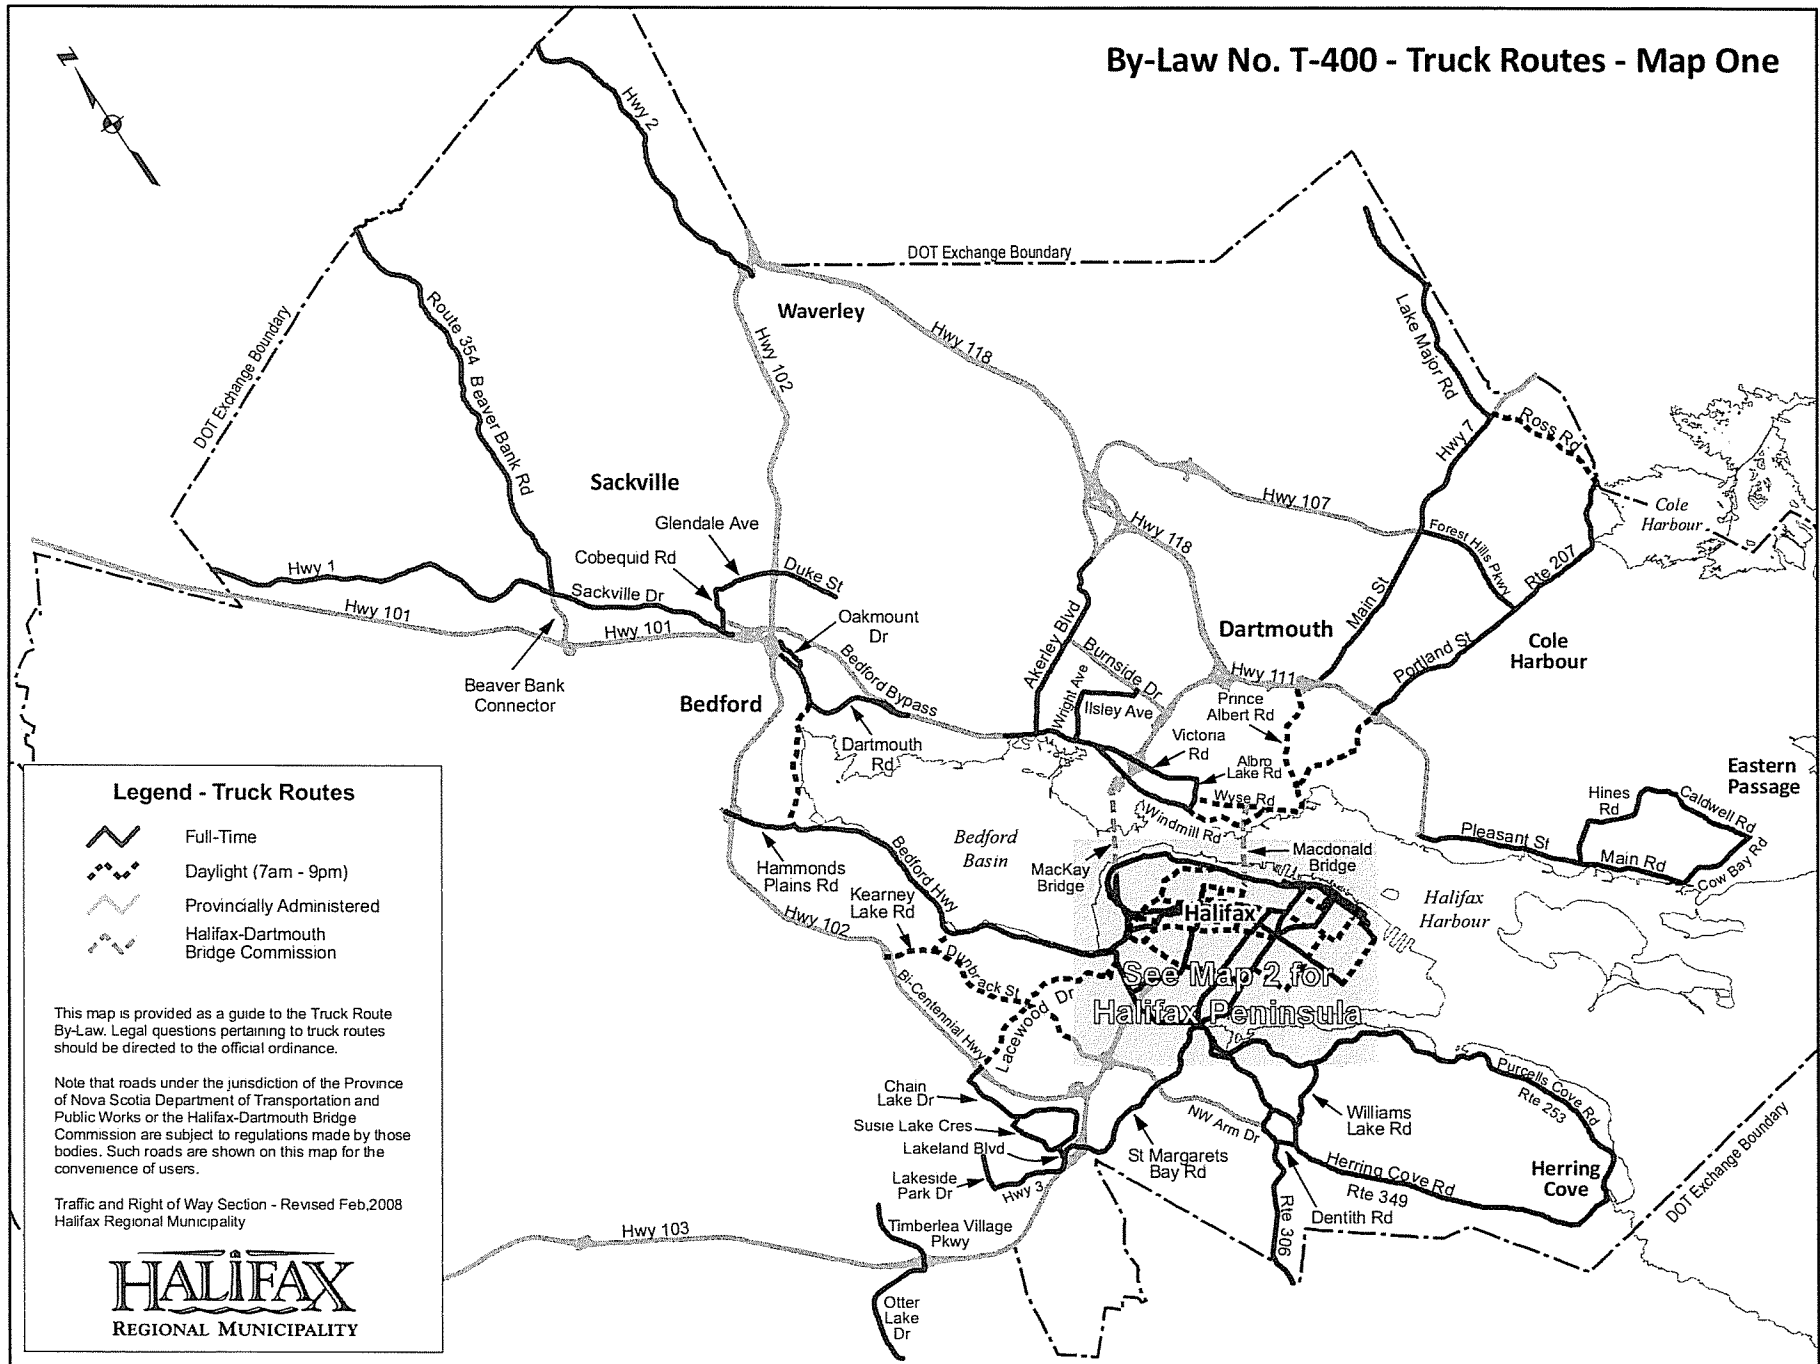 By-Law No. T-400 - Truck Routes - Map One
N
Hwy 2
DOT Exchange Boundary
Waverley
Hwy 118
Hwy 102
Route 354 Beaver Bank Rd
DOT Exchange Boundary
Lake Major Rd
Ross Rd
Hwy 7
Cole
Harbour
Sackville
Glendale Ave
Cobequid Rd
Duke St
Hwy 107
Hwy 118
Forest Hills Pkwy
Rte 207
Hwy 1
Sackville Dr
Hwy 101
Hwy 101
Oakmount
Dr
Main St
Dartmouth
Akerley Blvd
Burnside Dr
Cole
Harbour
Portland St
Beaver Bank
Connector
Bedford
Bedford Bypass
Wright Ave
Ilsley Ave
Hwy 111
Prince
Albert Rd
Dartmouth
Rd
Victoria
Rd
Albro
Lake Rd
Wyse Rd
Windmill Rd
Eastern
Passage
Hines
Rd
Caldwell Rd
Pleasant St
Main Rd
Cow Bay Rd
Bedford
Basin
MacKay
Bridge
Macdonald
Bridge
Hammonds
Plains Rd
Bedford Hwy
Kearney
Lake Rd
Halifax
Halifax
Harbour
Hwy 102
Dunbrack St
See Map 2 for
Halifax Peninsula
Bi-Centennial Hwy
Lacewood Dr
Chain
Lake Dr
Susie Lake Cres
Lakeland Blvd
Lakeside
Park Dr
Hwy 3
St Margarets
Bay Rd
NW Arm Dr
Williams
Lake Rd
Purcells Cove Rd
Rte 253
Herring Cove Rd
Rte 349
Herring
Cove
Dentith Rd
Rte 306
DOT Exchange Boundary
Hwy 103
Timberlea Village
Pkwy
Otter
Lake
Dr
Legend - Truck Routes
Full-Time
Daylight (7am - 9pm)
Provincially Administered
Halifax-Dartmouth
Bridge Commission
This map is provided as a guide to the Truck Route
By-Law. Legal questions pertaining to truck routes
should be directed to the official ordinance.
Note that roads under the jurisdiction of the Province
of Nova Scotia Department of Transportation and
Public Works or the Halifax-Dartmouth Bridge
Commission are subject to regulations made by those
bodies. Such roads are shown on this map for the
convenience of users.
Traffic and Right of Way Section - Revised Feb,2008
Halifax Regional Municipality
HALIFAX
REGIONAL MUNICIPALITY